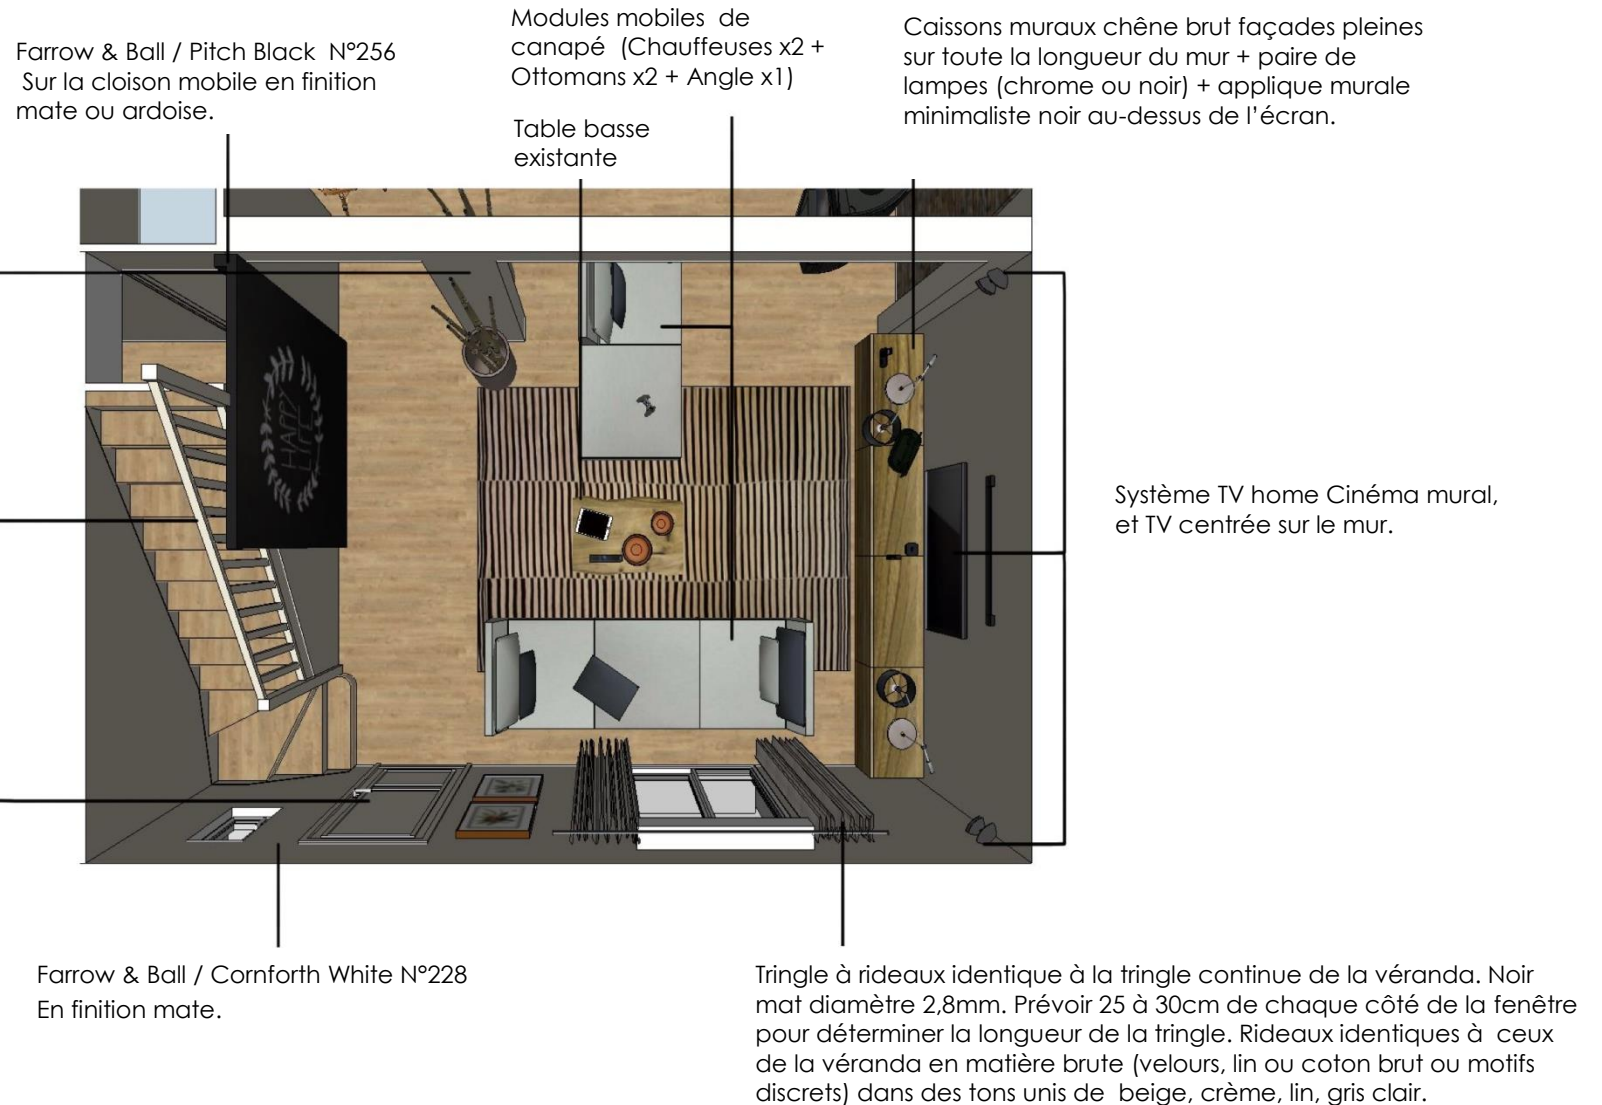 Farrow & Ball / Pitch Black N°256
Sur la cloison mobile en finition
mate ou ardoise.
Modules mobiles de
canapé (Chauffeuses x2 +
Ottomans x2 + Angle x1)
Table basse
existante
Caissons muraux chêne brut façades pleines
sur toute la longueur du mur + paire de
lampes (chrome ou noir) + applique murale
minimaliste noir au-dessus de l’écran.
HAPPY
LIFE
Système TV home Cinéma mural,
et TV centrée sur le mur.
Farrow & Ball / Cornforth White N°228
En finition mate.
Tringle à rideaux identique à la tringle continue de la véranda. Noir
mat diamètre 2,8mm. Prévoir 25 à 30cm de chaque côté de la fenêtre
pour déterminer la longueur de la tringle. Rideaux identiques à ceux
de la véranda en matière brute (velours, lin ou coton brut ou motifs
discrets) dans des tons unis de beige, crème, lin, gris clair.